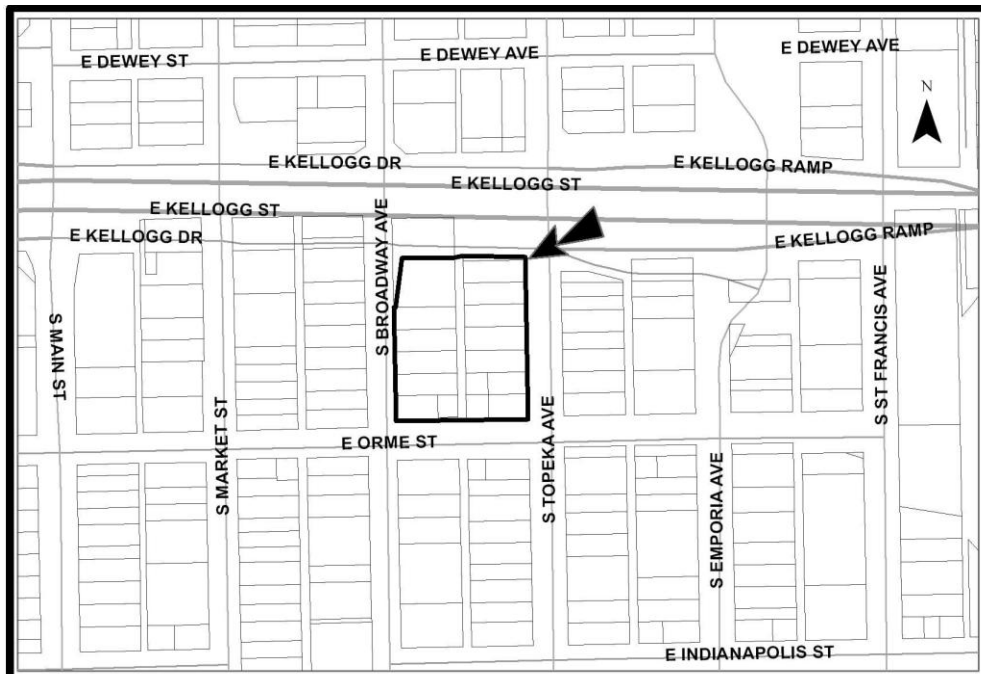 E DEWEY ST
E DEWEY AVE
E DEWEY AVE
N
E KELLOGG DR
E KELLOGG RAMP
E KELLOGG ST
E KELLOGG ST
E KELLOGG DR
E KELLOGG RAMP
S BROADWAY AVE
S MAIN ST
S ST FRANCIS AVE
S MARKET ST
E ORME ST
S TOPEKA AVE
S EMPORIA AVE
E INDIANAPOLIS ST